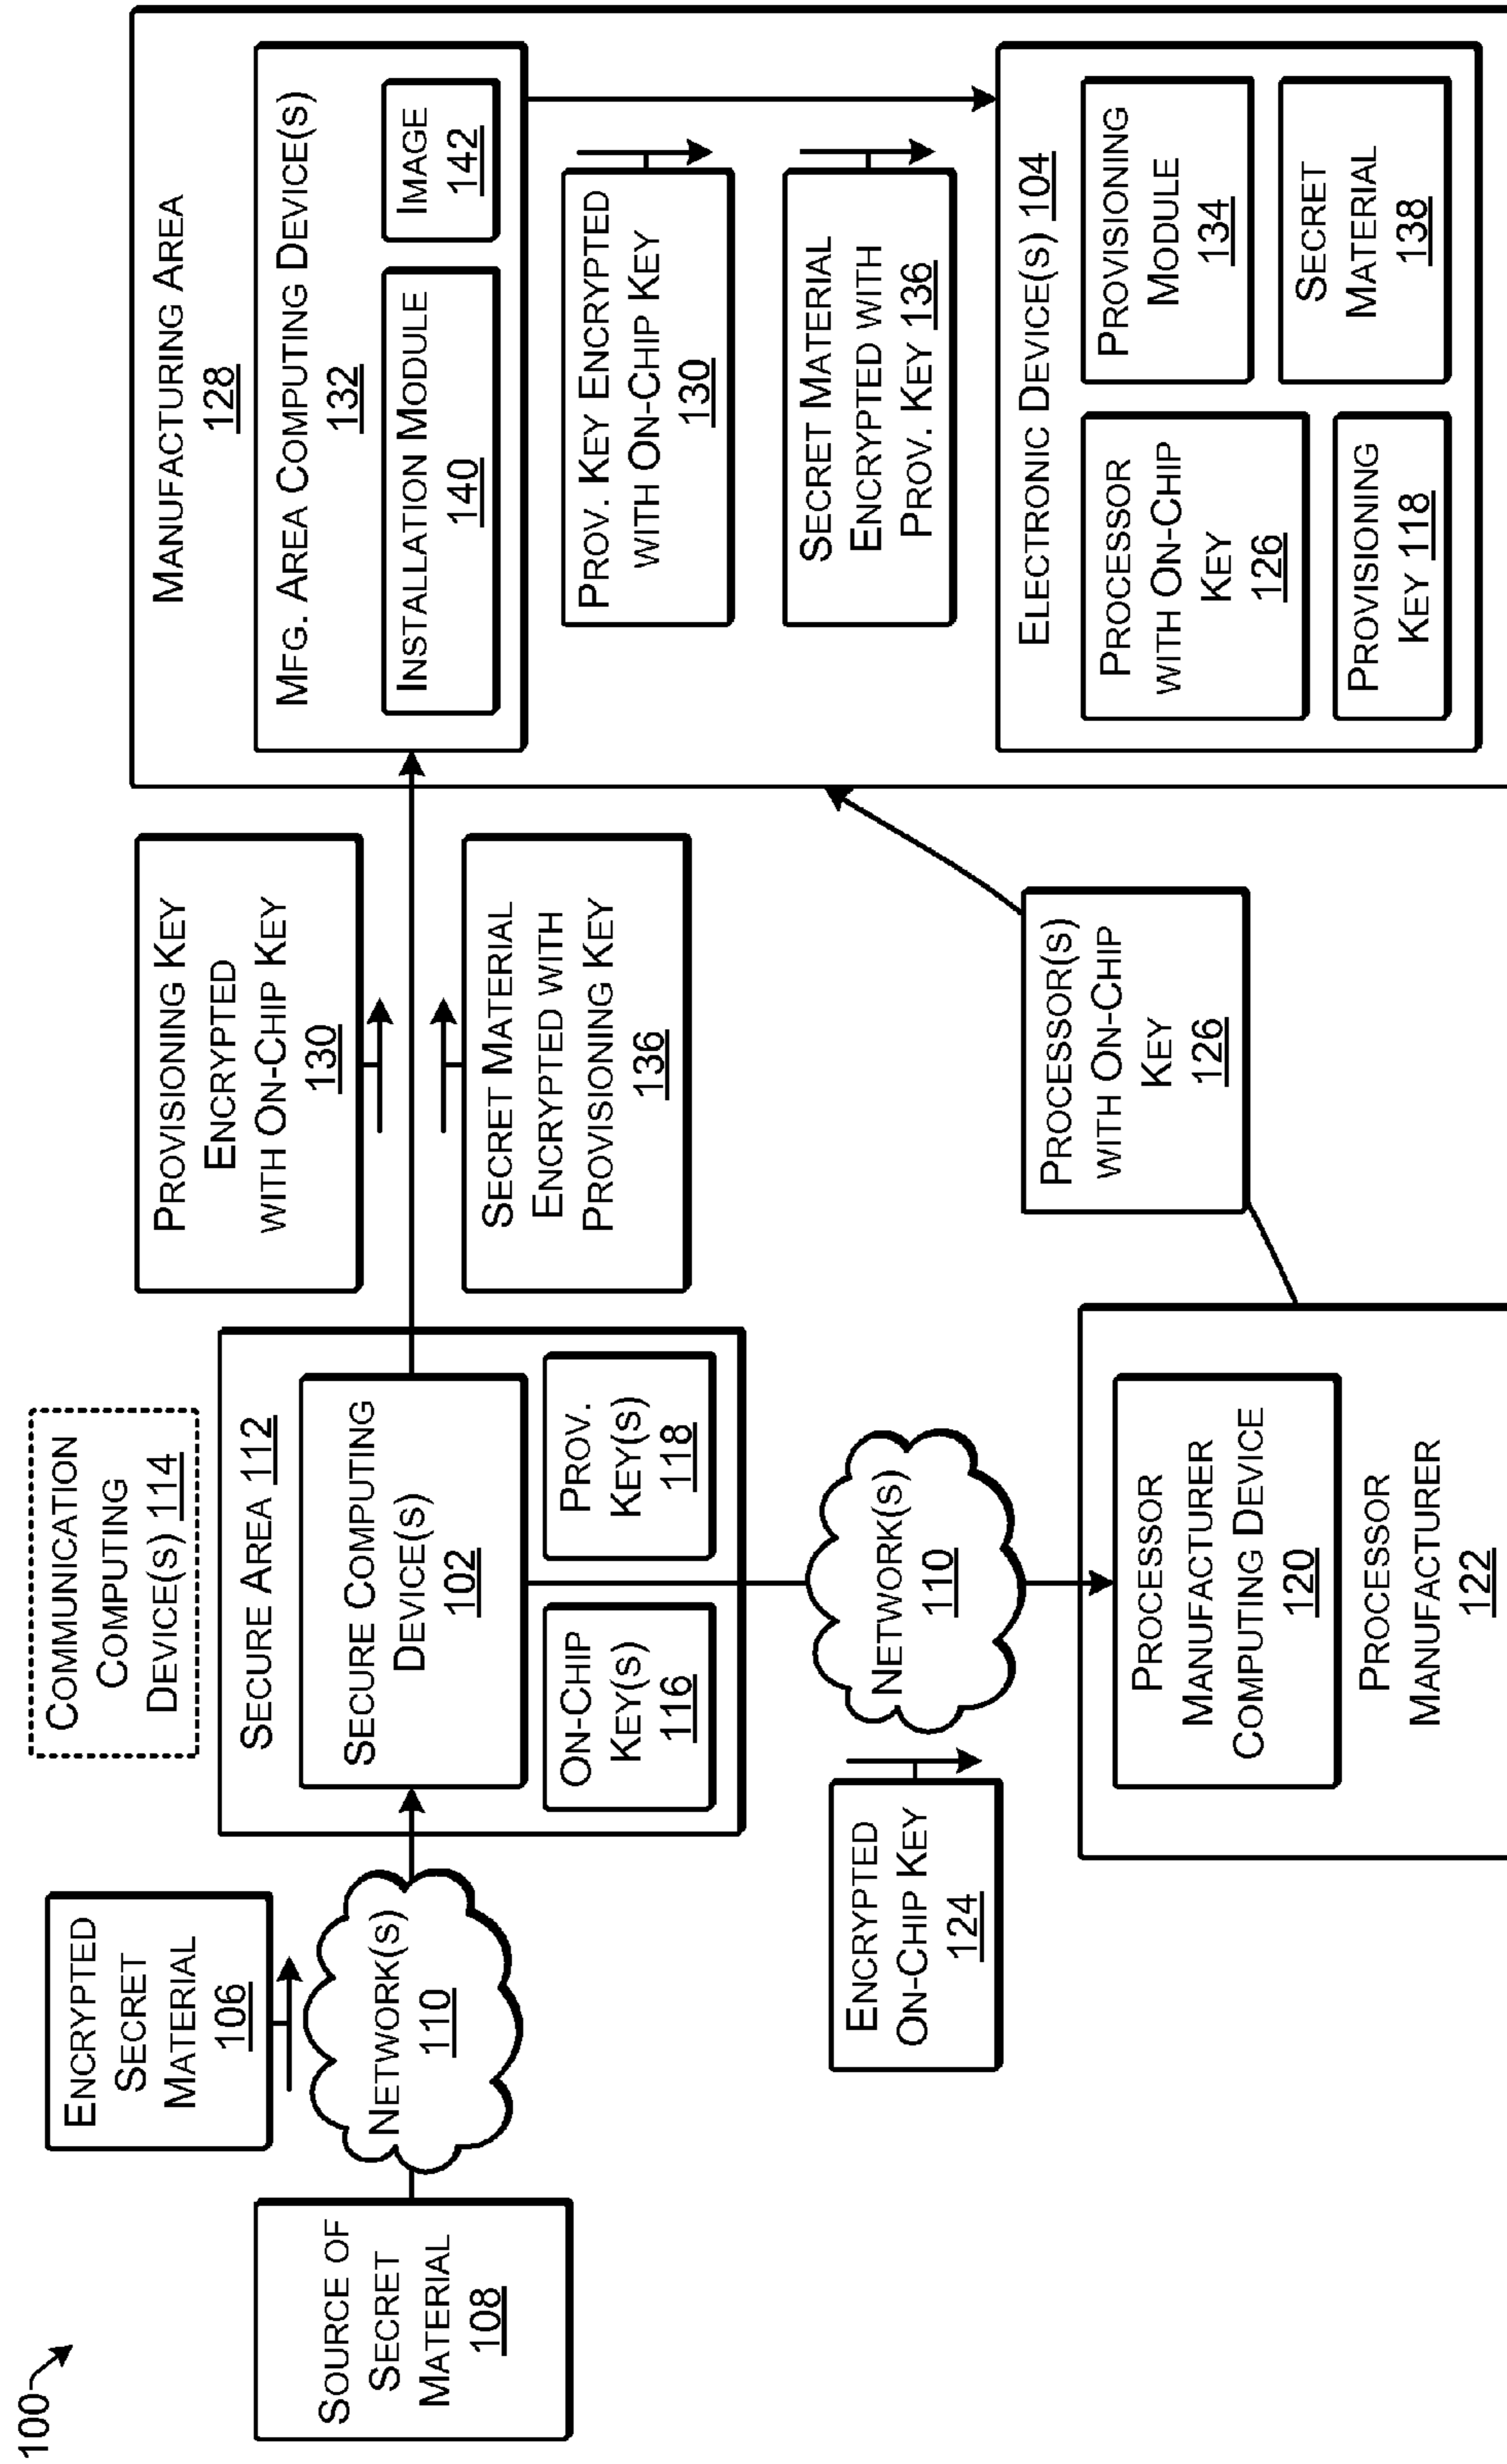 100
ENCRYPTED
SECRET
MATERIAL
106
SOURCE OF
SECRET
MATERIAL
108
NETWORK(S)
110
COMMUNICATION
COMPUTING
DEVICE(S) 114
SECURE AREA 112
SECURE COMPUTING
DEVICE(S)
102
ON-CHIP
KEY(S)
116
PROV.
KEY(S)
118
ENCRYPTED
ON-CHIP KEY
124
NETWORK(S)
110
PROCESSOR
MANUFACTURER
COMPUTING DEVICE
120
PROCESSOR
MANUFACTURER
122
PROVISIONING KEY
ENCRYPTED
WITH ON-CHIP KEY
130
SECRET MATERIAL
ENCRYPTED WITH
PROVISIONING KEY
136
PROCESSOR(S)
WITH ON-CHIP
KEY
126
MANUFACTURING AREA
128
MFG. AREA COMPUTING DEVICE(S)
132
INSTALLATION MODULE
140
IMAGE
142
PROV. KEY ENCRYPTED
WITH ON-CHIP KEY
130
SECRET MATERIAL
ENCRYPTED WITH
PROV. KEY 136
ELECTRONIC DEVICE(S) 104
PROCESSOR
WITH ON-CHIP
KEY
126
PROVISIONING
MODULE
134
PROVISIONING
KEY 118
SECRET
MATERIAL
138